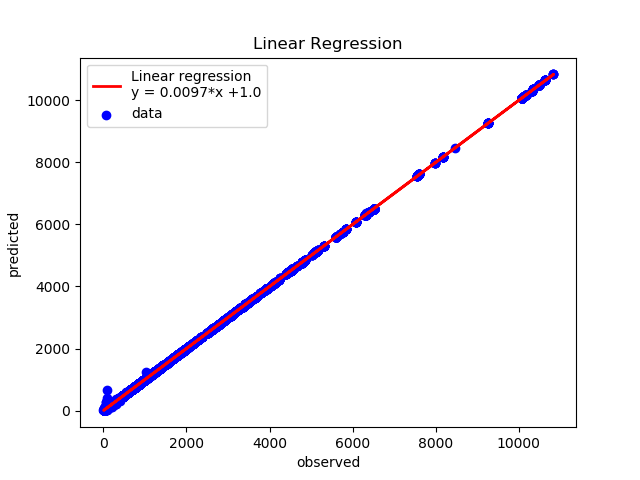 Linear Regression
Linear regression
y = 0.0097*x +1.0
data
10000
8000
6000
4000
2000
0
predicted
0 2000 4000 6000 8000 10000
observed